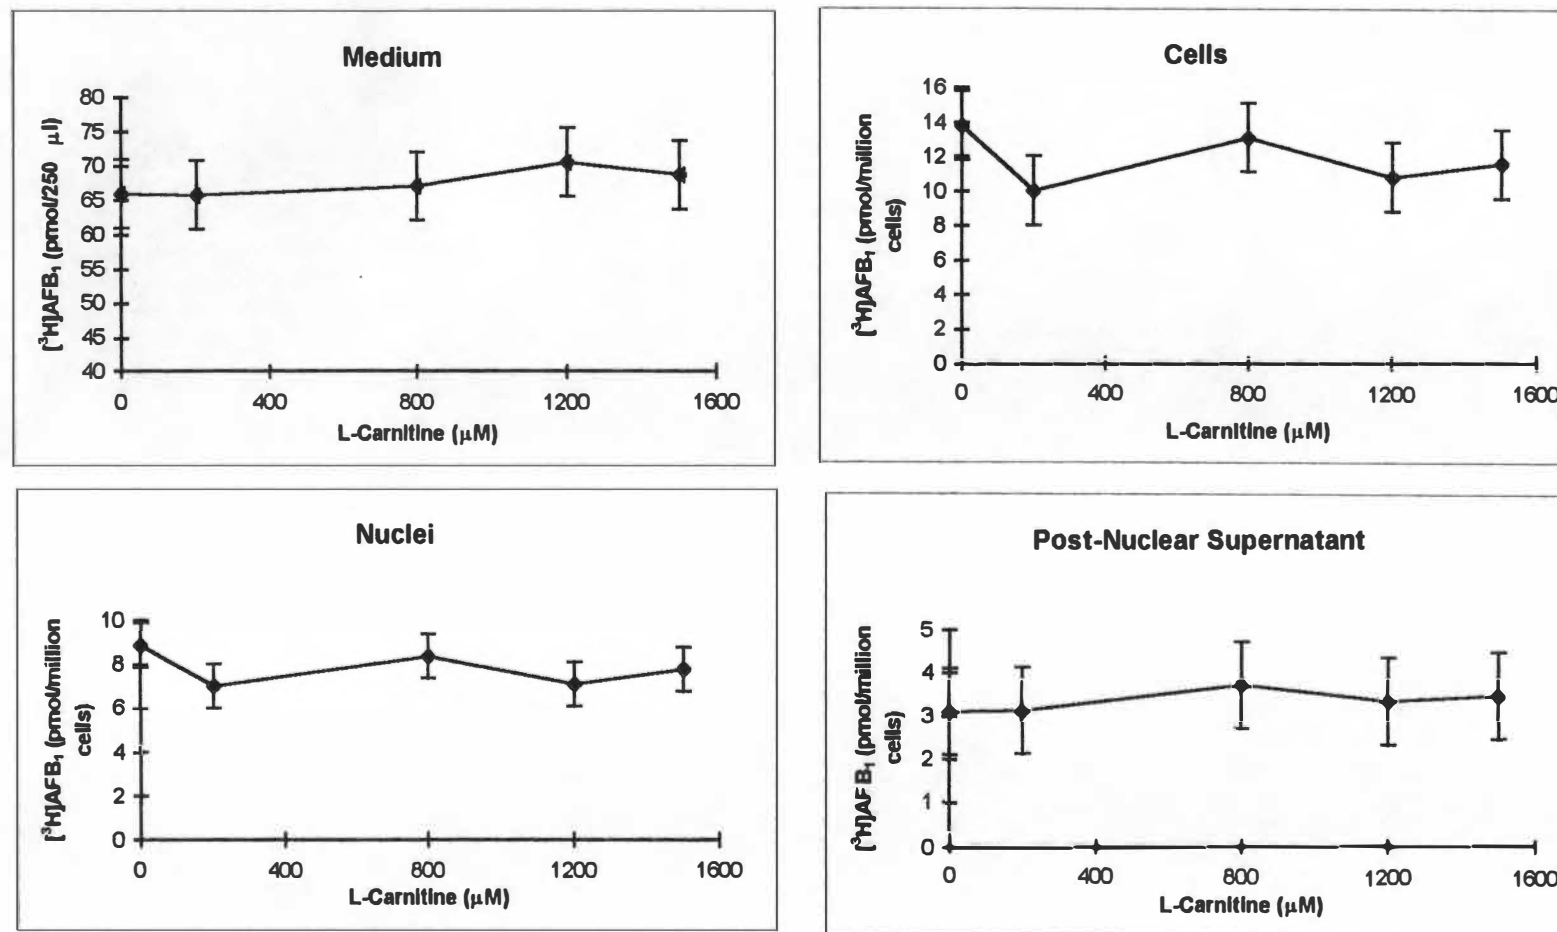 Medium
[³H]AFB₁ (pmol/250 μl)
80
75
70
65
60
55
50
45
40
0 400 800 1200 1600
L-Carnitine (μM)
Cells
[³H]AFB₁ (pmol/million
cells)
16
14
12
10
8
6
4
2
0
0 400 800 1200 1600
L-Carnitine (μM)
Nuclei
[³H]AFB₁ (pmol/million
cells)
10
8
6
4
2
0
0 400 800 1200 1600
L-Carnitine (μM)
Post-Nuclear Supernatant
[³H]AFB₁ (pmol/million
cells)
5
4
3
2
1
0
0 400 800 1200 1600
L-Carnitine (μM)